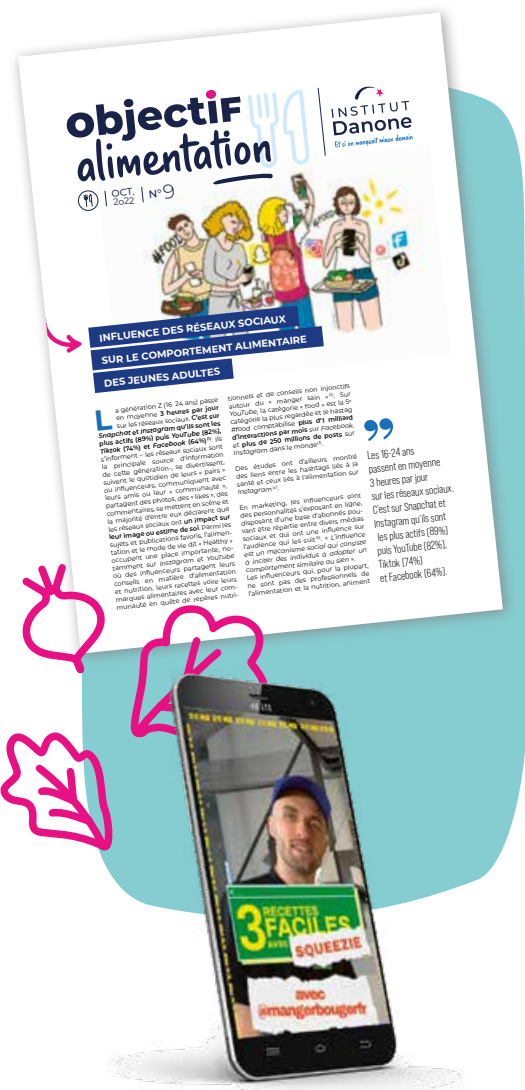 objectif
alimentation
OCT.
2022
N°9
INSTITUT
Danone
Et si on mangeait mieux demain
#FOOD
#FOOD
INFLUENCE DES RÉSEAUX SOCIAUX
SUR LE COMPORTEMENT ALIMENTAIRE
DES JEUNES ADULTES
La génération Z (16-24 ans) passe
en moyenne 3 heures par jour
sur les réseaux sociaux. C'est sur
Snapchat et Instagram qu'ils sont les
plus actifs (89%) puis YouTube (82%),
Tiktok (74%) et Facebook (64%). Ils
s'informent – les réseaux sociaux sont
la principale source d'information
de cette génération-, se divertissent,
suivent le quotidien de leurs « pairs »
ou influenceurs, communiquent avec
leurs amis ou leur « communauté »,
partagent des photos, des « likes », des
commentaires, se mettent en scène et
la majorité d'entre eux déclarent que
les réseaux sociaux ont un impact sur
leur image ou estime de soi. Parmi les
sujets et publications favoris, l'alimen-
tation et le mode de vie dit « Healthy »
occupent une place importante, no-
tamment sur Instagram et YouTube
où des influenceurs partagent leurs
conseils en matière d'alimentation
et nutrition, leurs recettes voire leurs
marques alimentaires avec leur com-
munauté en quête de repères nutri-
tionnels et de conseils non injonctifs
autour du « manger sain ». Sur
YouTube, la catégorie « food » est la 5e
catégorie la plus regardée et le hastag
#food comptabilise plus d'1 milliard
d'interactions par mois sur Facebook,
et plus de 250 millions de posts sur
Instagram dans le monde.
Des études ont d'ailleurs montré
des liens entre les hashtags liés à la
santé et ceux liés à l'alimentation sur
Instagram.
En marketing, les influenceurs sont
des personnalités s'exposant en ligne,
disposant d'une base d'abonnés pou-
vant être répartie entre divers médias
sociaux et qui ont une influence sur
l'audience qui les suit. « L'influence
est un mécanisme social qui consiste
à inciter des individus à adopter un
comportement similaire au sien ».
Les influenceurs qui, pour la plupart,
ne sont pas des professionnels de
l'alimentation et la nutrition, animent
Les 16-24 ans
passent en moyenne
3 heures par jour
sur les réseaux sociaux.
C'est sur Snapchat et
Instagram qu'ils sont
les plus actifs (89%)
puis YouTube (82%),
Tiktok (74%)
et Facebook (64%).
3 RECETTES
FACILES
AVEC SQUEEZIE
avec
@mangerbougerfr